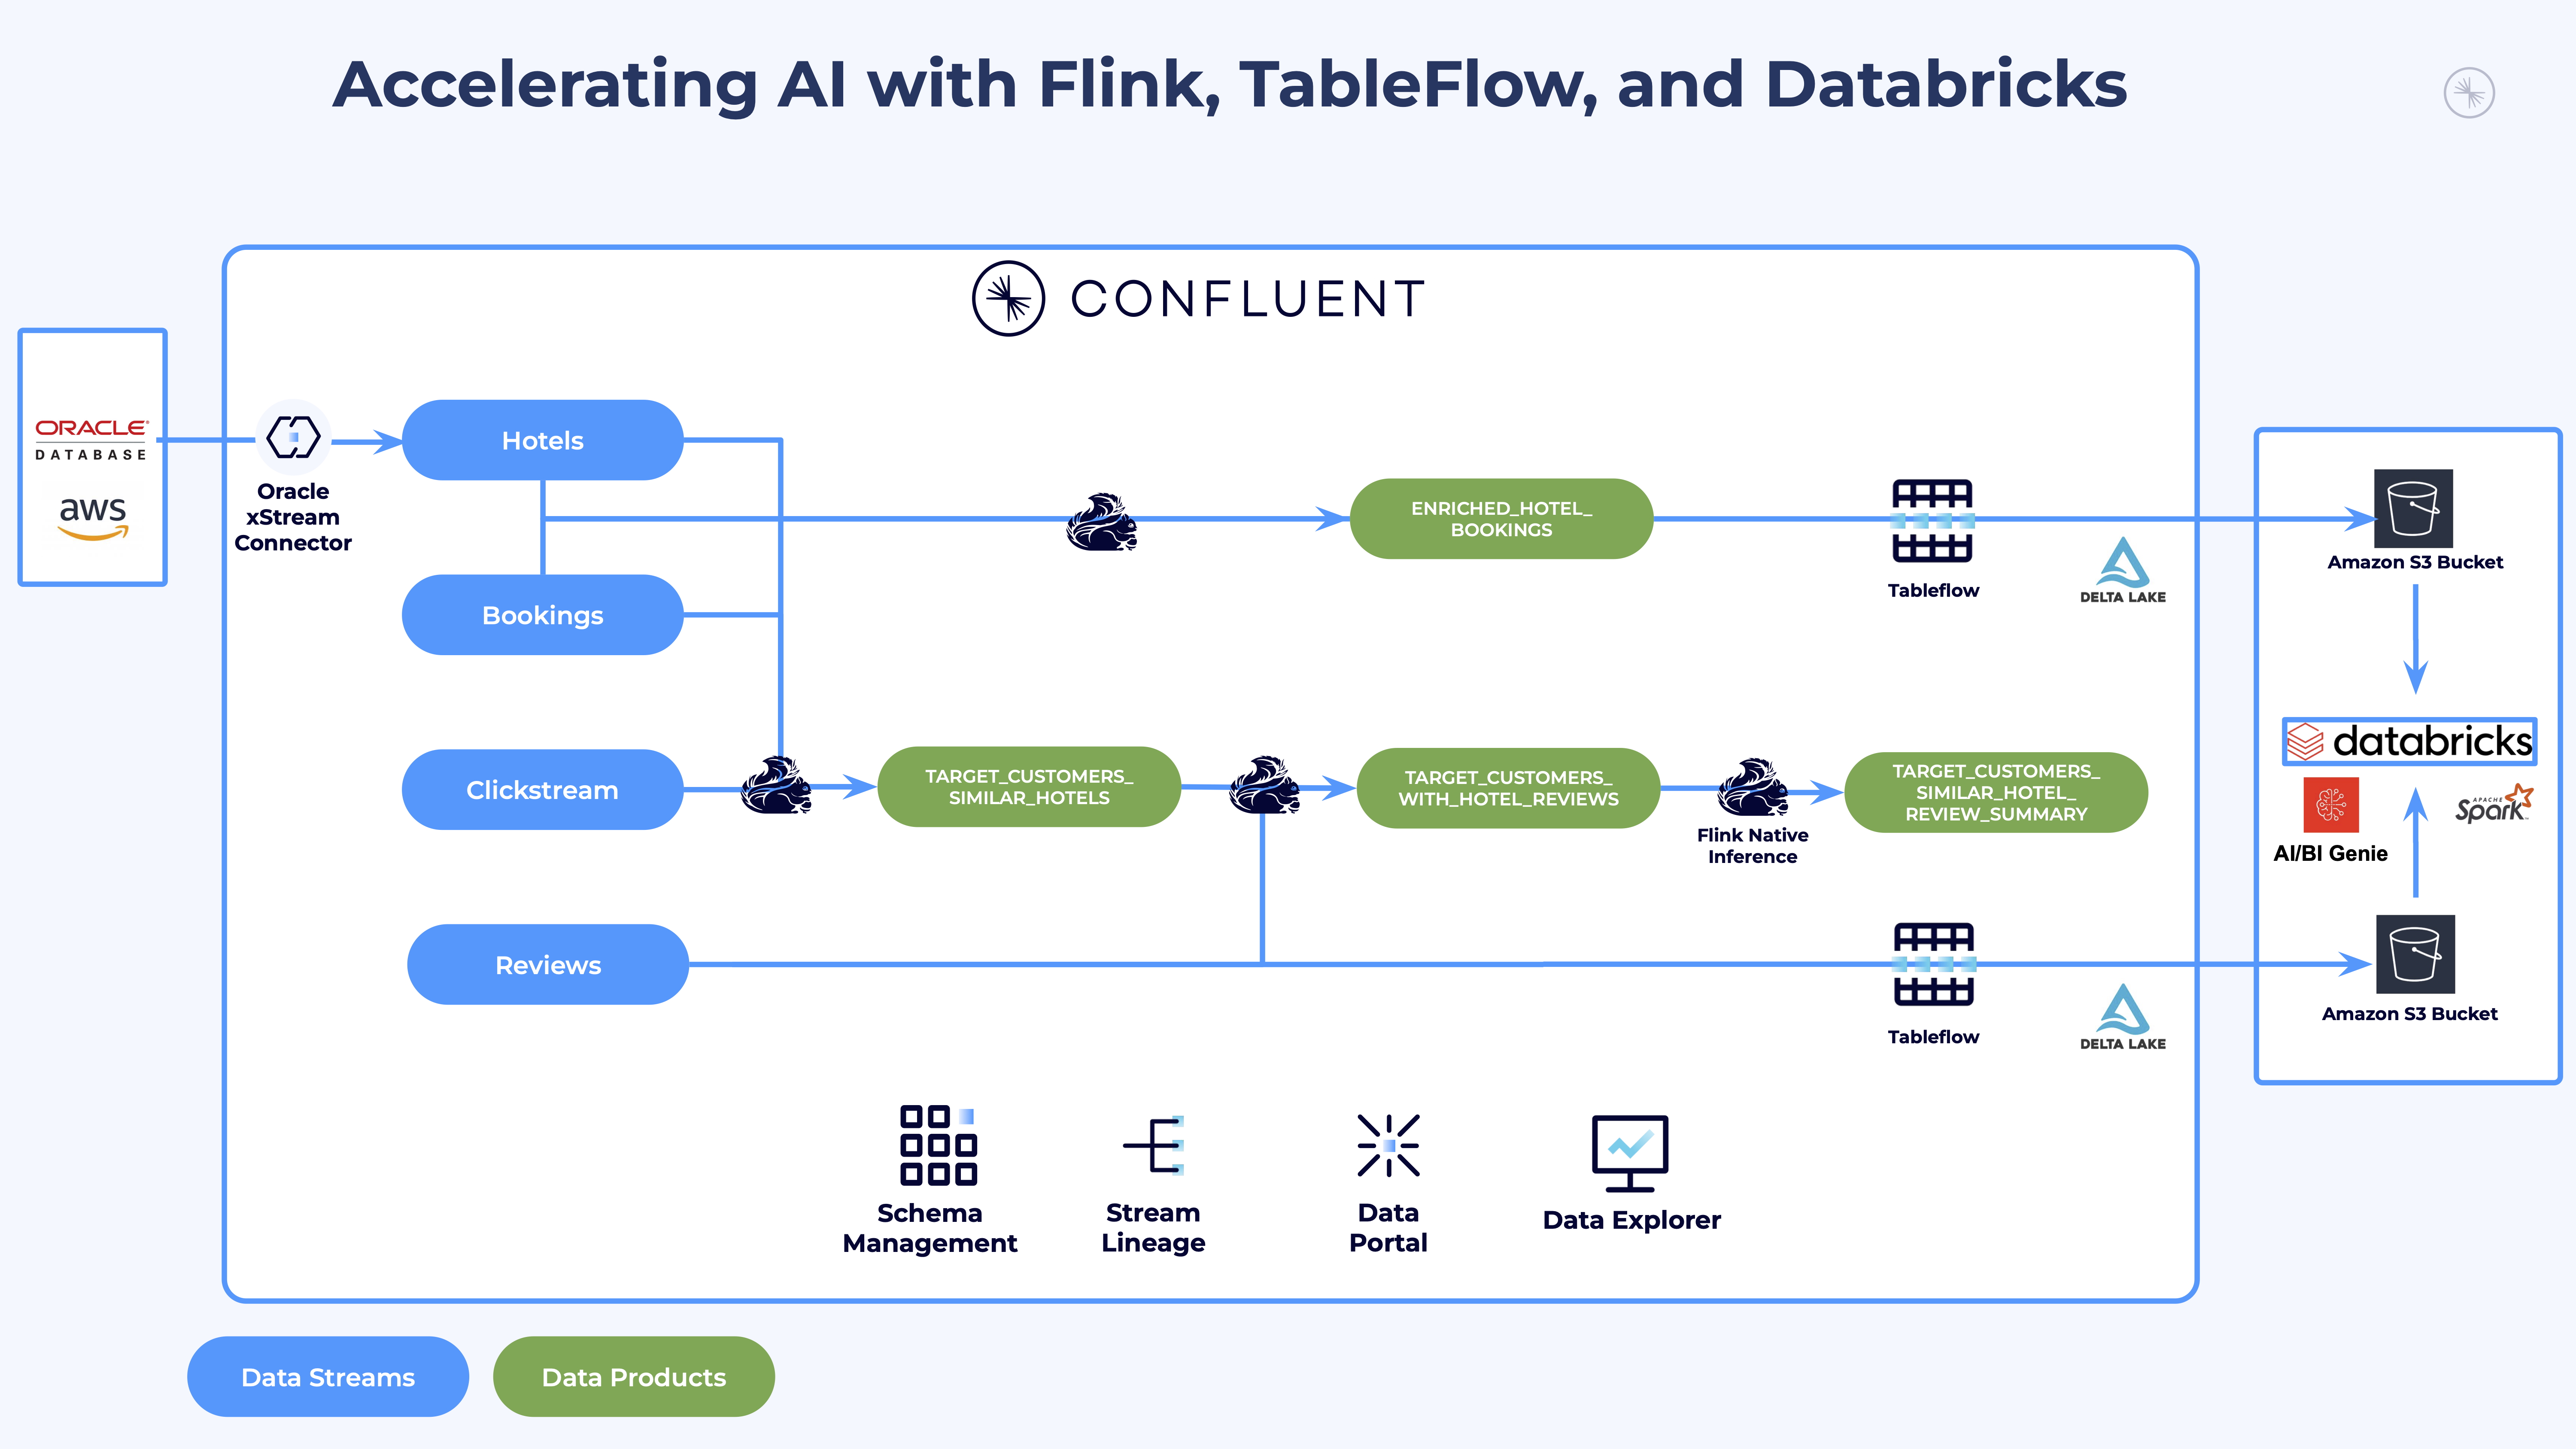 Accelerating AI with Flink, TableFlow, and Databricks
CONFLUENT
ORACLE®
DATABASE
aws
Oracle
xStream
Connector
Hotels
Bookings
Clickstream
Reviews
ENRICHED_HOTEL_
BOOKINGS
Tableflow
DELTA LAKE
TARGET_CUSTOMERS_
SIMILAR_HOTELS
TARGET_CUSTOMERS_
WITH_HOTEL_REVIEWS
Flink Native
Inference
TARGET_CUSTOMERS_
SIMILAR_HOTEL_
REVIEW_SUMMARY
Tableflow
DELTA LAKE
Amazon S3 Bucket
databricks
AI/BI Genie
APACHE
Spark™
Amazon S3 Bucket
Schema
Management
Stream
Lineage
Data
Portal
Data Explorer
Data Streams
Data Products